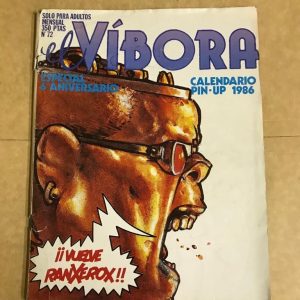 SOLO PARA ADULTOS
MENSUAL
350 PTAS
Nº 72
el VÍBORA
ESPECIAL
6 ANIVERSARIO
CALENDARIO
PIN-UP 1986
¡¡VUELVE
RANXEROX!!